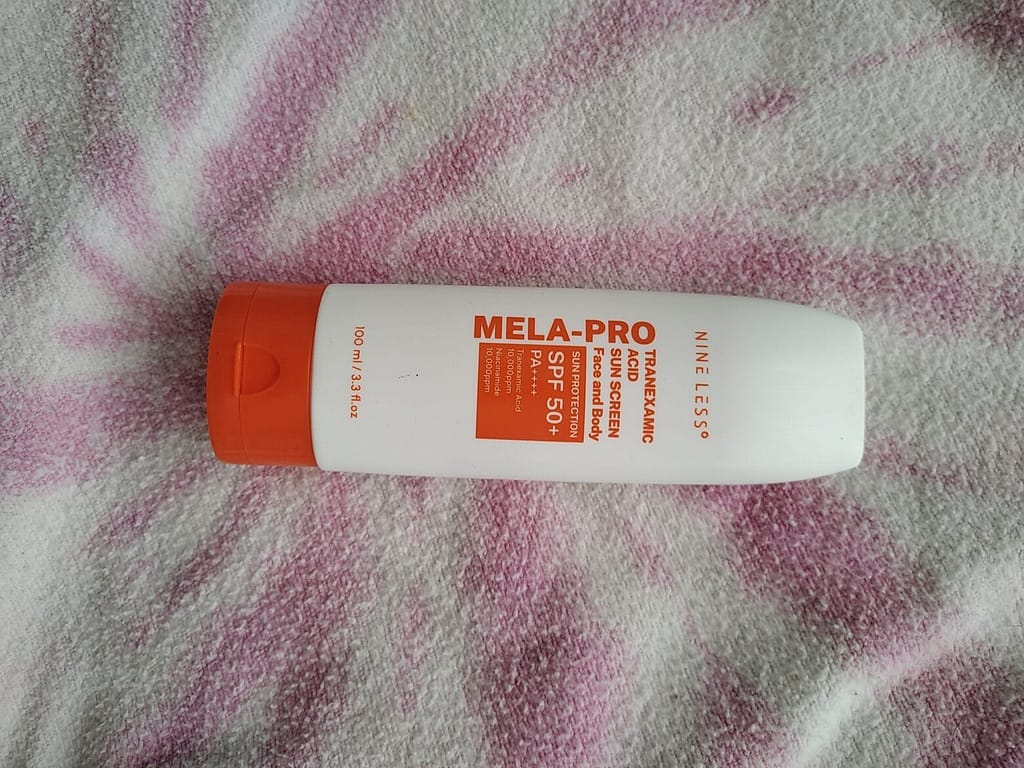 NINE LESS°
TRANEXAMIC
ACID
SUN SCREEN
Face and Body
MELA-PRO
SUN PROTECTION
SPF 50+
PA++++
Tranexamic Acid
10,000ppm
Niacinamide
10,000ppm
100 ml / 3.3 fl.oz